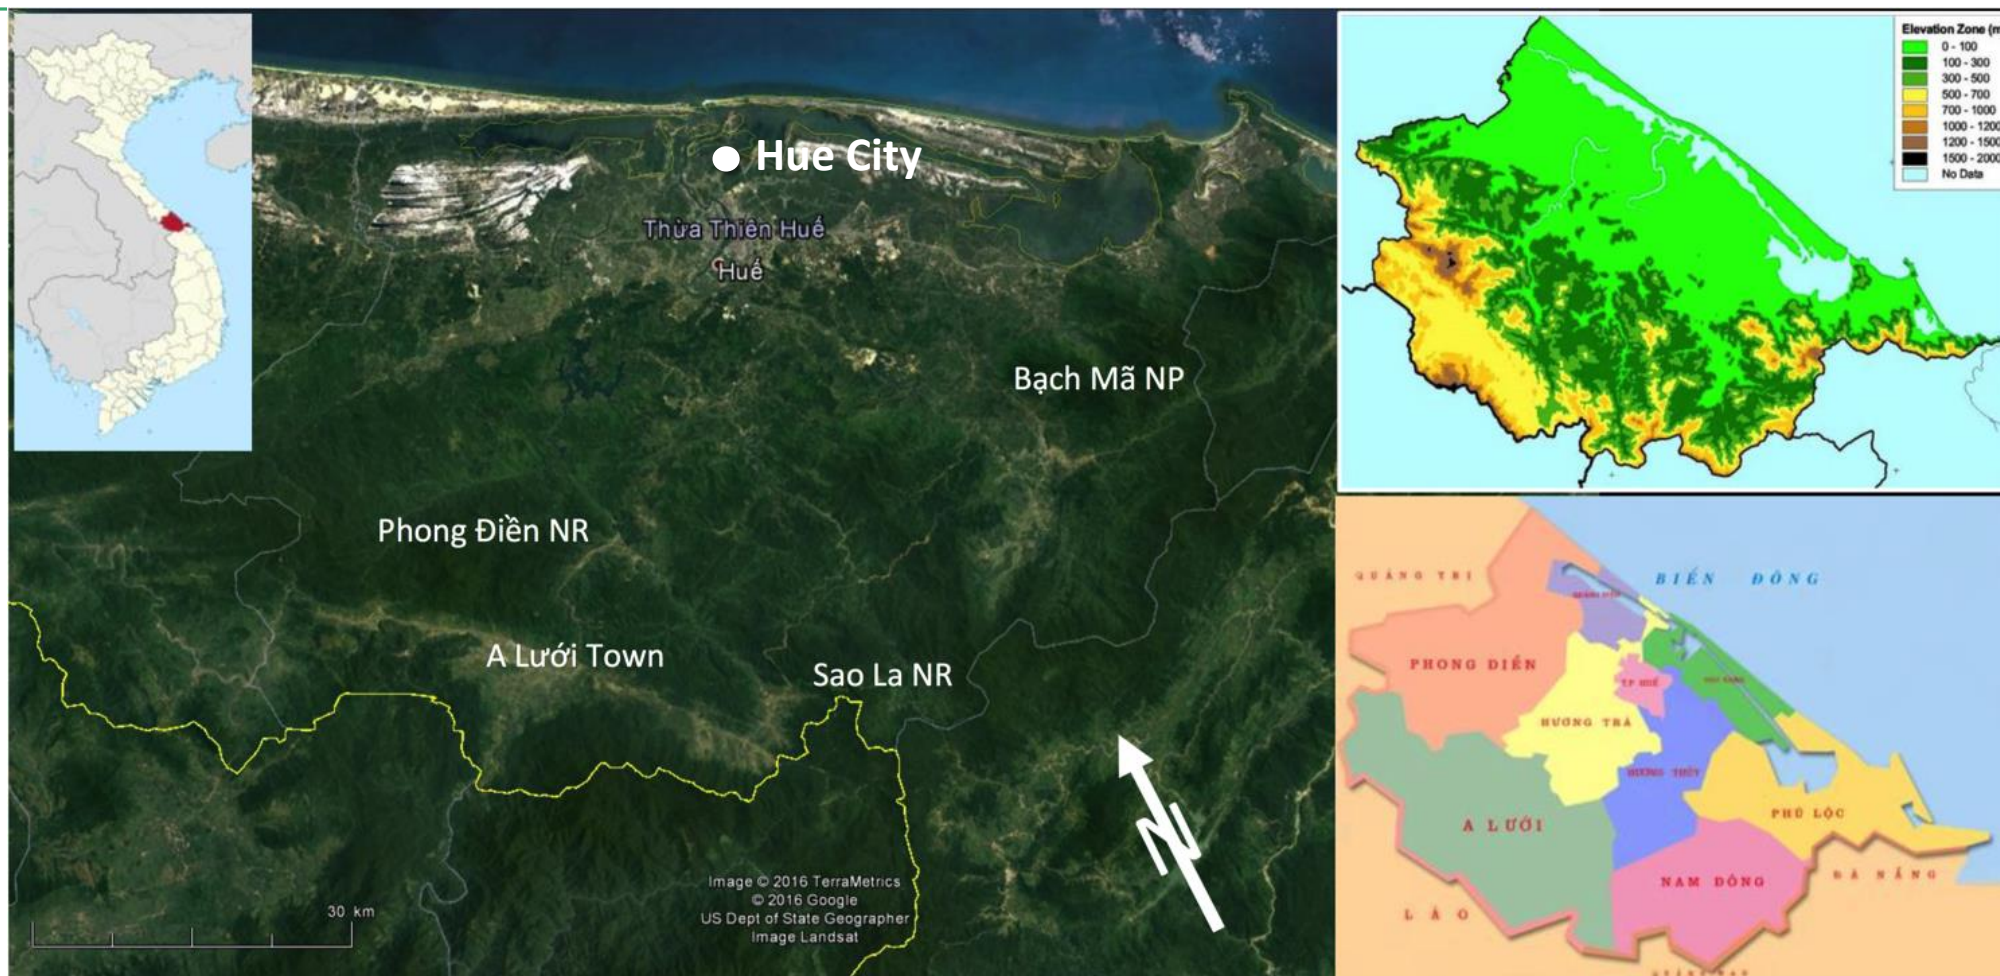 Hue City
Thừa Thiên Huế
Huế
Bạch Mã NP
Phong Điền NR
A Lưới Town
Sao La NR
N
30 km
Image © 2016 TerraMetrics
© 2016 Google
US Dept of State Geographer
Image Landsat
Elevation Zone (m
0 - 100
100 - 300
300 - 500
500 - 700
700 - 1000
1000 - 1200
1200 - 1500
1500 - 2000
No Data
QUẢNG TRỊ
BIỂN ĐÔNG
PHONG ĐIỀN
T.P HUẾ
HƯƠNG TRÀ
HƯƠNG THỦY
PHÚ LỘC
A LƯỚI
NAM ĐÔNG
ĐÀ NẴNG
LÀO